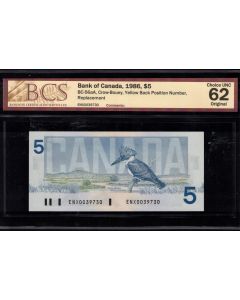 BCS
Bank of Canada, 1986, $5
BC-56aA, Crow-Bouey, Yellow Back Position Number,
Replacement
ENX0039730 Comments:
Choice UNC
62
Original
CANADA
5
5
ENX0039730 ENX0039730